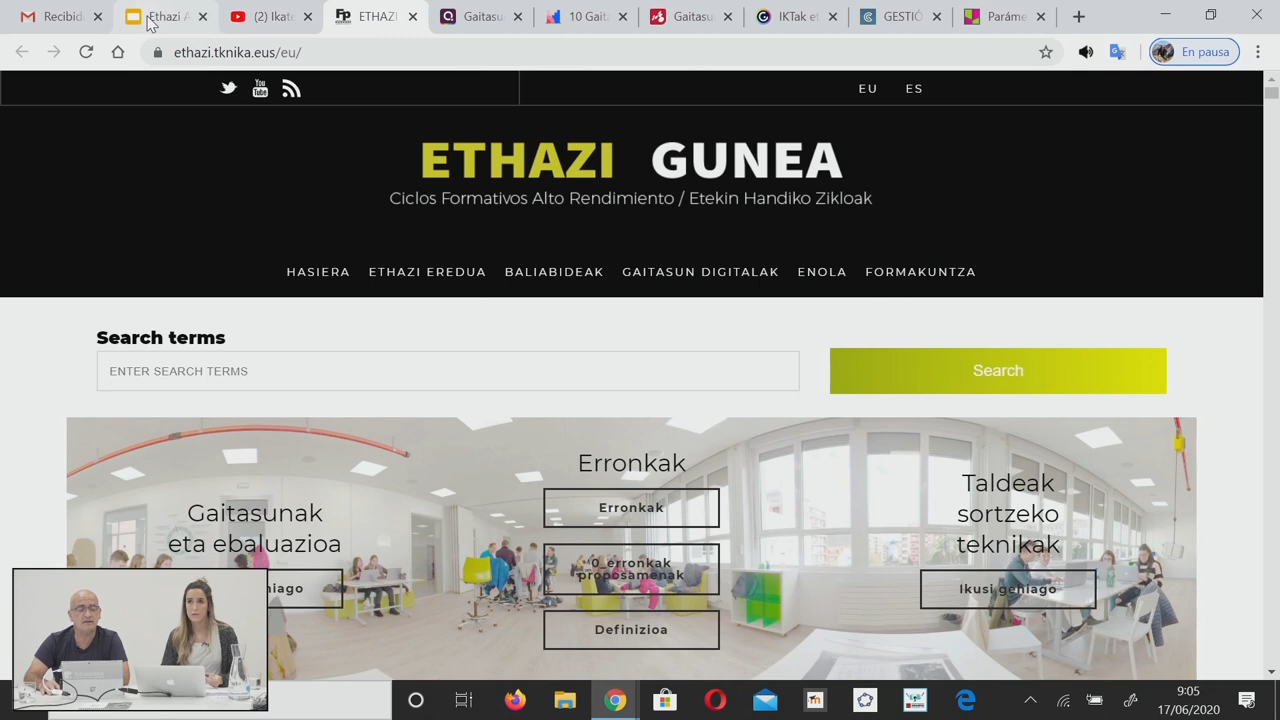 Recibid
Ethazi A
(2) Ikate
ETHAZI
Gaitasu
10 Gaita
Gaitasu
IKTak et
GESTIÓ
Paráme
ethazi.tknika.eus/eu/
En pausa
EU ES
ETHAZI GUNEA
Ciclos Formativos Alto Rendimiento / Etekin Handiko Zikloak
HASIERA ETHAZI EREDUA BALIABIDEAK GAITASUN DIGITALAK ENOLA FORMAKUNTZA
Search terms
ENTER SEARCH TERMS
Search
Gaitasunak
eta ebaluazioa
niago
Erronkak
Erronkak
0_erronkak
proposamenak
Definizioa
Taldeak
sortzeko
teknikak
Ikusi gehiago
9:05
17/06/2020